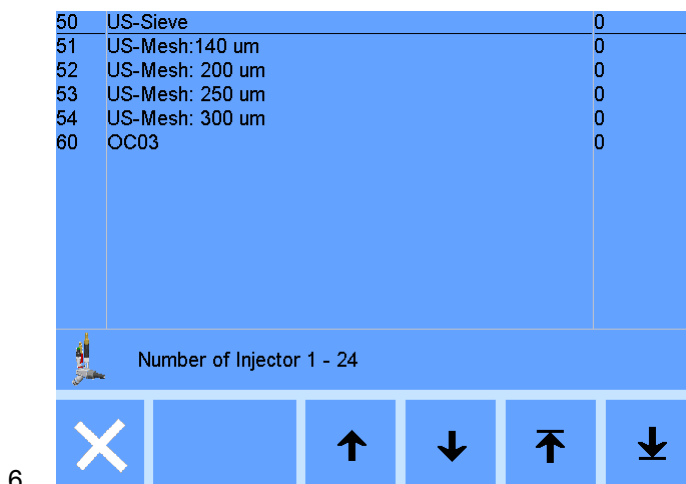 50 US-Sieve 0
51 US-Mesh:140 um 0
52 US-Mesh: 200 um 0
53 US-Mesh: 250 um 0
54 US-Mesh: 300 um 0
60 OC03 0
Number of Injector 1 - 24
6